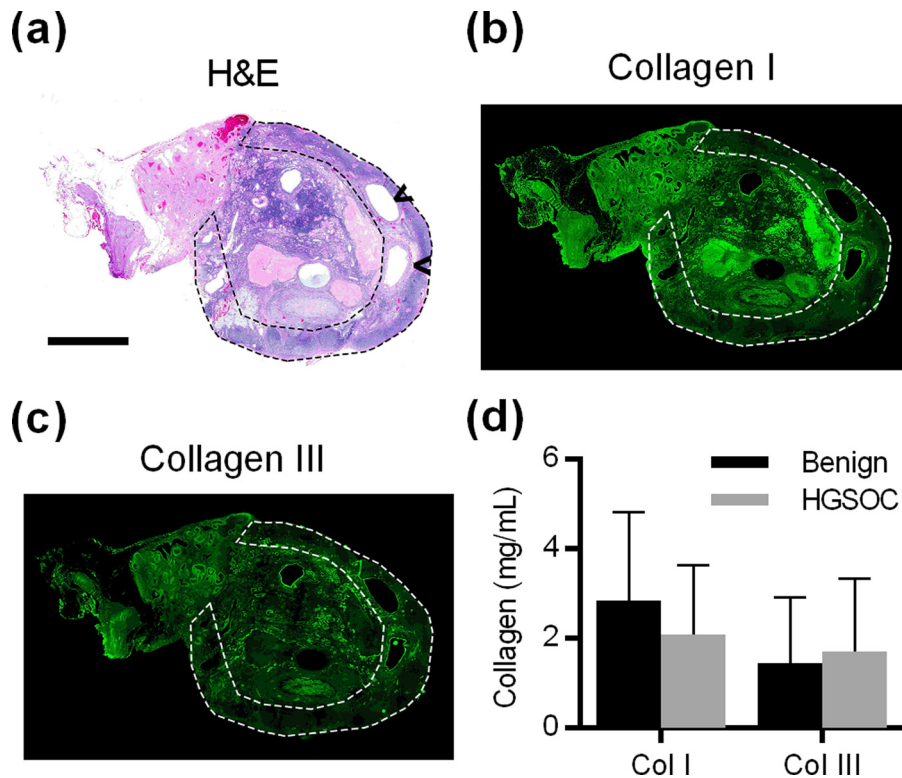 (a)
H&E
(b)
Collagen I
(c)
Collagen III
(d)
Collagen (mg/mL)
6
4
2
0
Benign
HGSOC
Col I
Col III